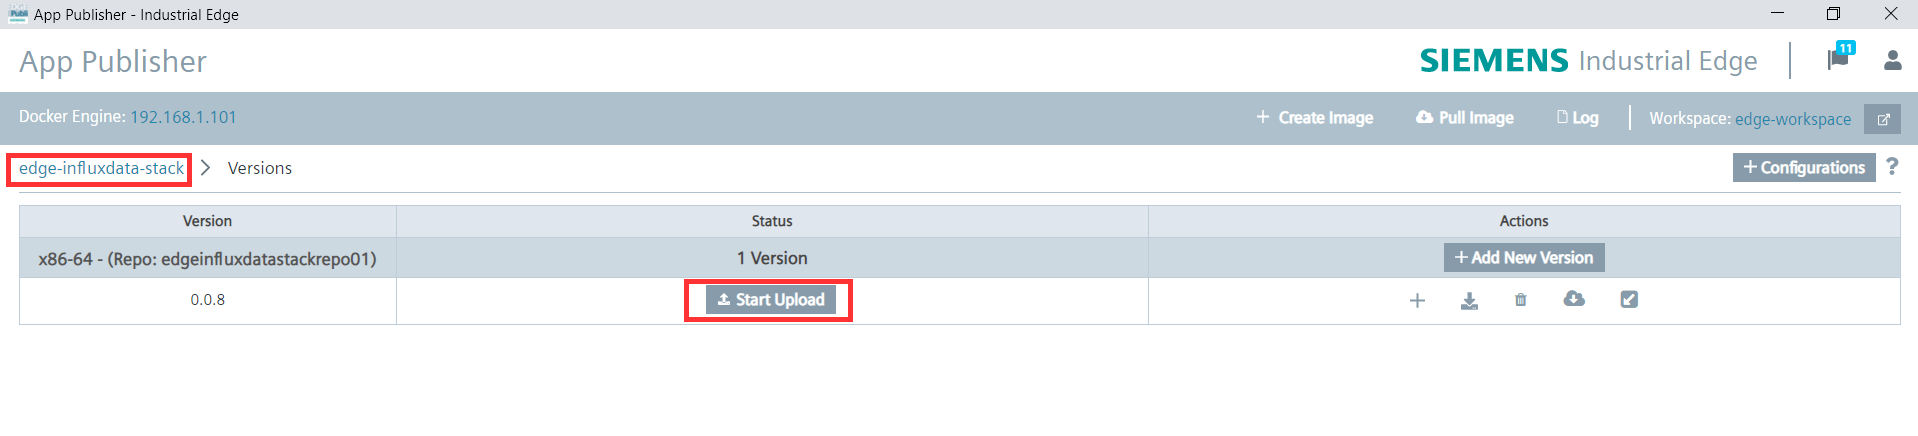 App Publisher - Industrial Edge
App Publisher
SIEMENS Industrial Edge
11
Docker Engine: 192.168.1.101
+ Create Image
Pull Image
Log
Workspace: edge-workspace
edge-influxdata-stack > Versions
+ Configurations ?
Version Status Actions
x86-64 - (Repo: edgeinfluxdatastackrepo01) 1 Version + Add New Version
0.0.8 Start Upload